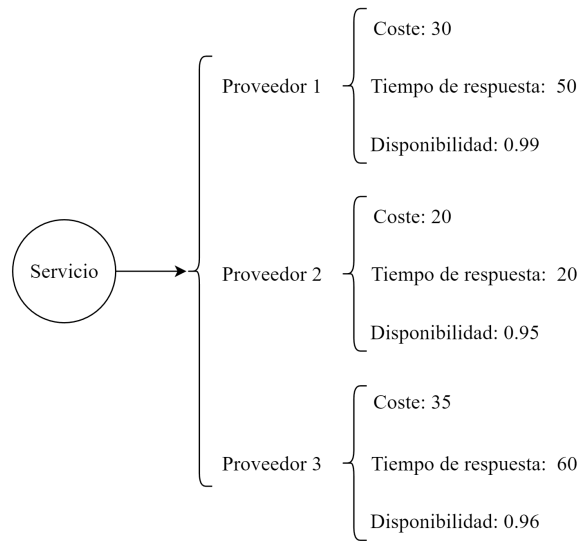 Servicio
Proveedor 1
Coste: 30
Tiempo de respuesta: 50
Disponibilidad: 0.99
Proveedor 2
Coste: 20
Tiempo de respuesta: 20
Disponibilidad: 0.95
Proveedor 3
Coste: 35
Tiempo de respuesta: 60
Disponibilidad: 0.96